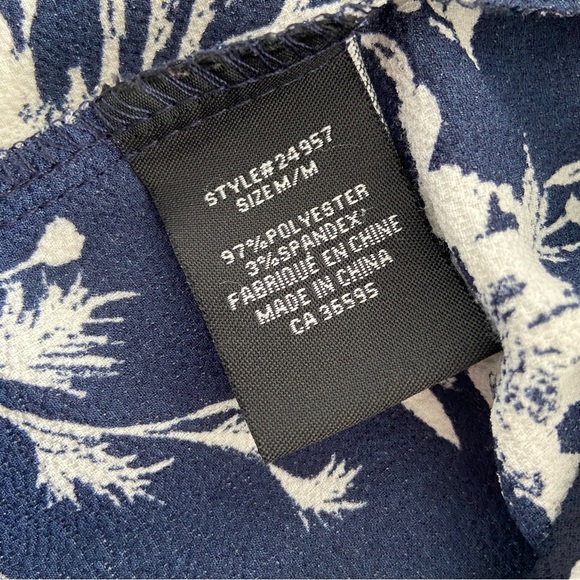 STYLE#24957
SIZE M/M
97%POLYESTER
3%SPANDEX
FABRIQUÉ EN CHINE
MADE IN CHINA
CA 36595